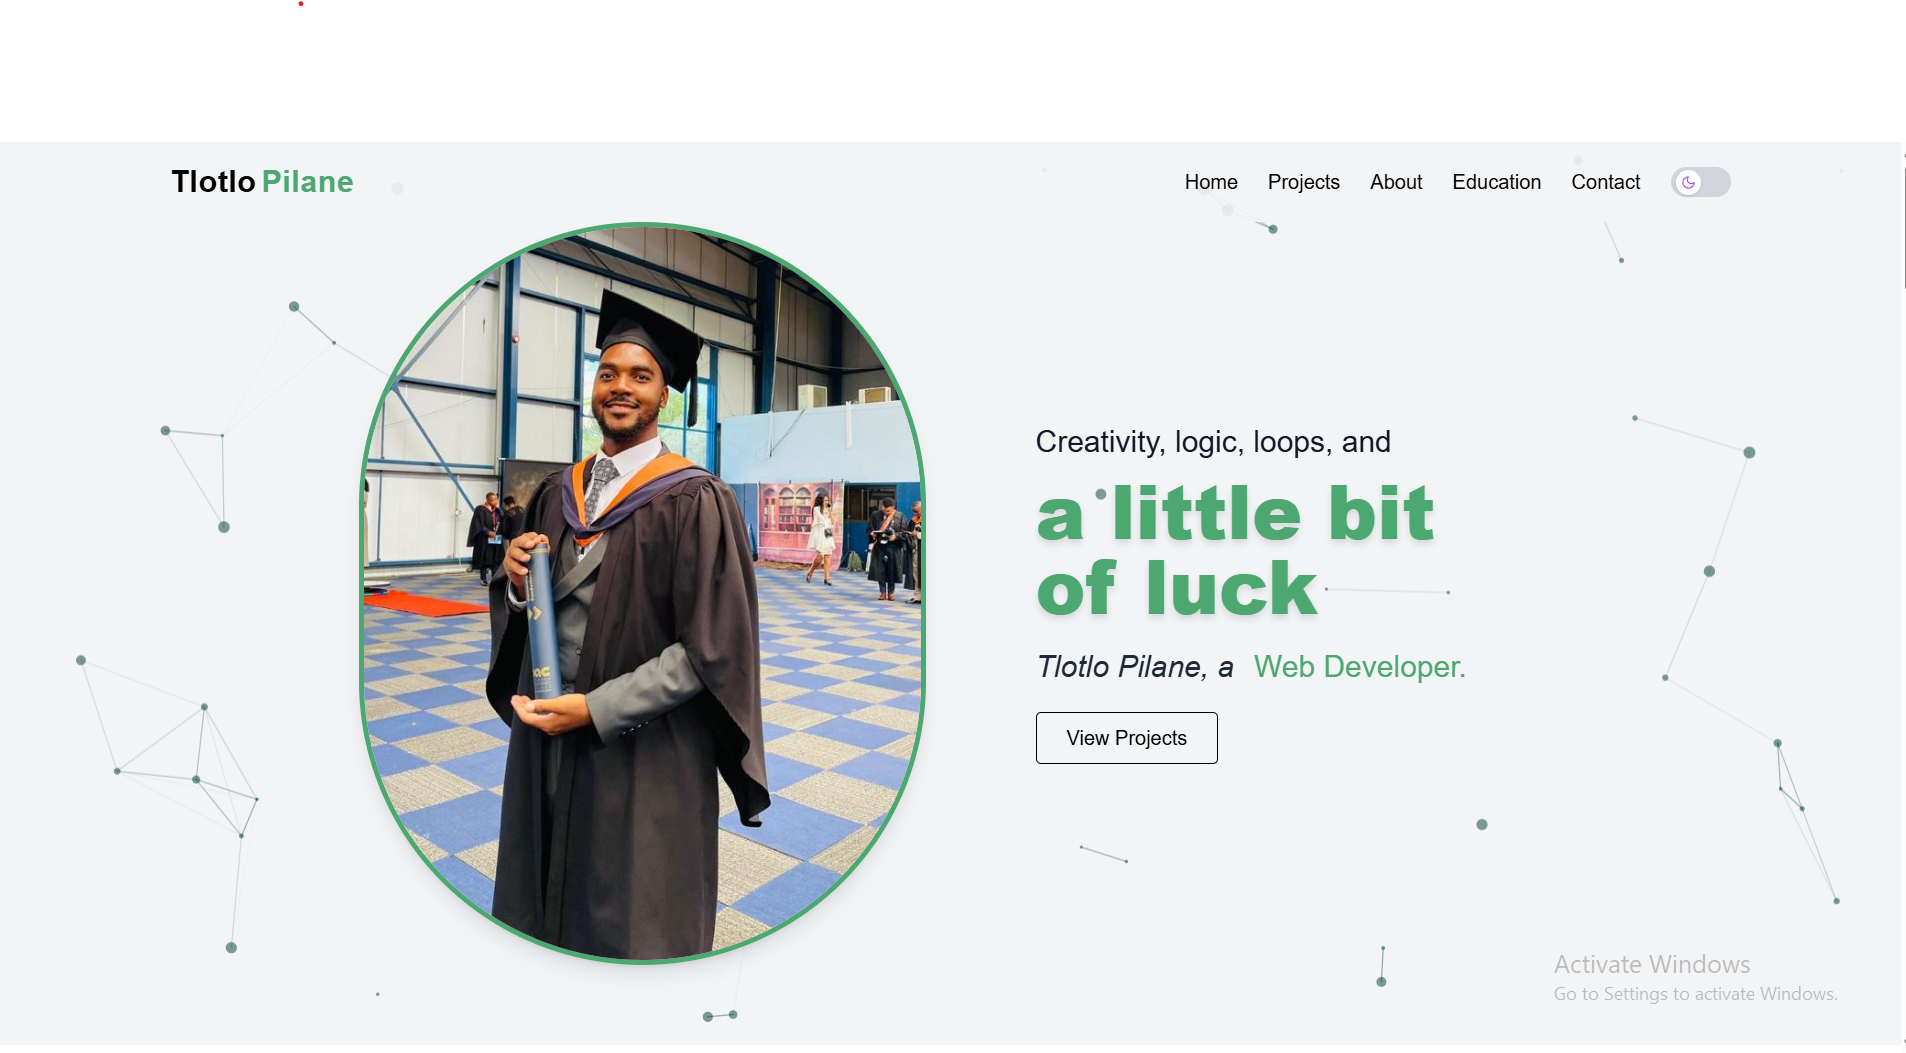 Tlotlo Pilane
Home Projects About Education Contact
Creativity, logic, loops, and
a little bit
of luck
Tlotlo Pilane, a Web Developer.
View Projects
Activate Windows
Go to Settings to activate Windows.